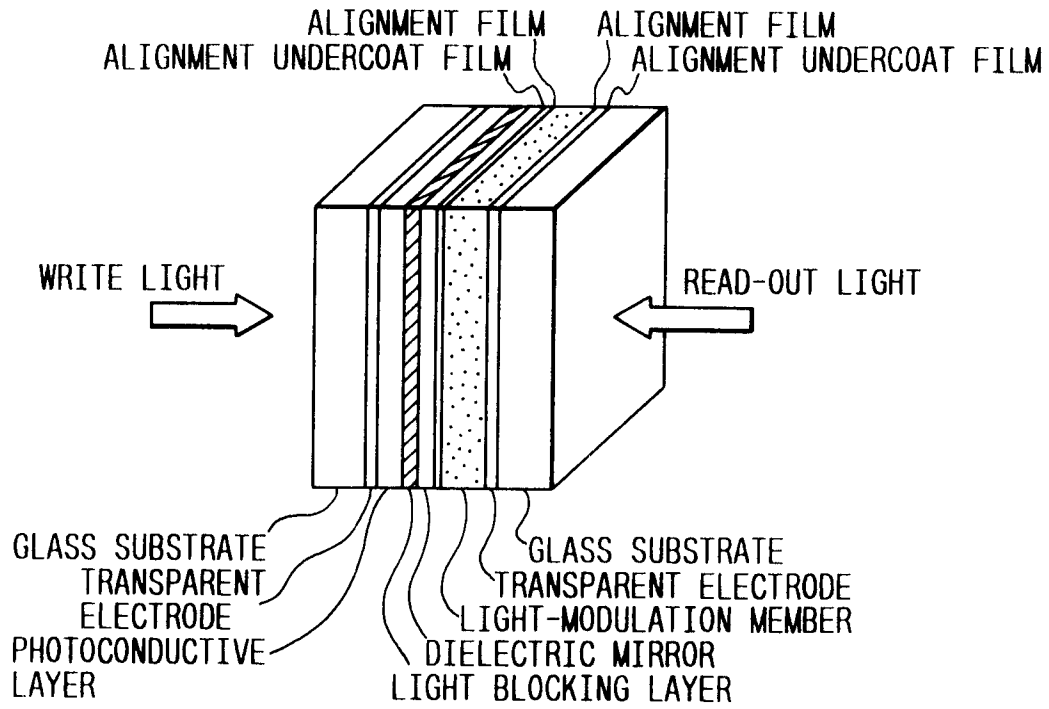 ALIGNMENT FILM
ALIGNMENT UNDERCOAT FILM
ALIGNMENT FILM
ALIGNMENT UNDERCOAT FILM
WRITE LIGHT
READ-OUT LIGHT
GLASS SUBSTRATE
TRANSPARENT
ELECTRODE
PHOTOCONDUCTIVE
LAYER
GLASS SUBSTRATE
TRANSPARENT ELECTRODE
LIGHT-MODULATION MEMBER
DIELECTRIC MIRROR
LIGHT BLOCKING LAYER